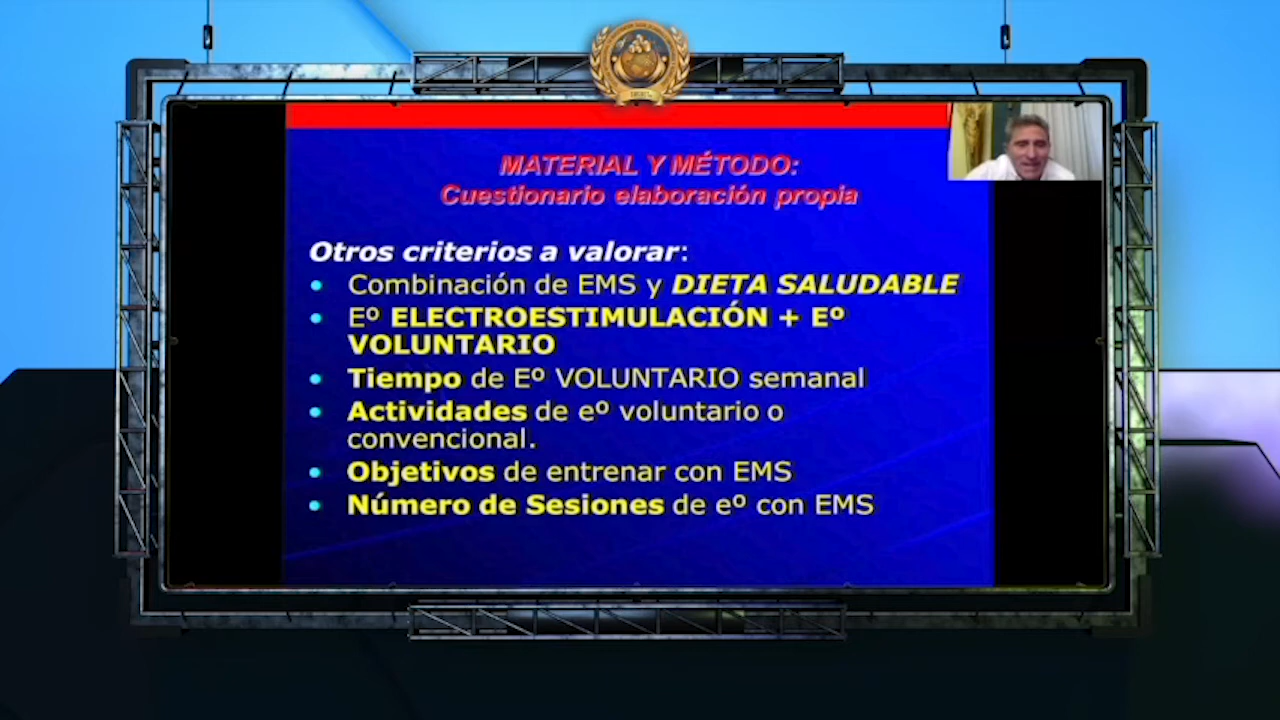 MATERIAL Y MÉTODO:
Cuestionario elaboración propia
Otros criterios a valorar:
• Combinación de EMS y DIETA SALUDABLE
• Eº ELECTROESTIMULACIÓN + Eº
VOLUNTARIO
• Tiempo de Eº VOLUNTARIO semanal
• Actividades de eº voluntario o
convencional.
• Objetivos de entrenar con EMS
• Número de Sesiones de eº con EMS